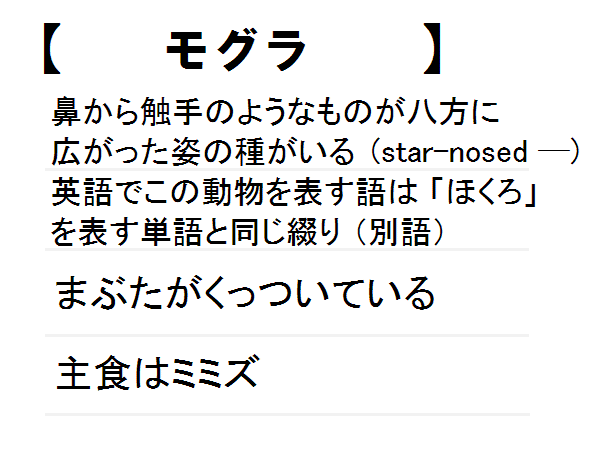 【 モグラ 】
鼻から触手のようなものが八方に
広がった姿の種がいる (star-nosed ―)
英語でこの動物を表す語は「ほくろ」
を表す単語と同じ綴り（別語）
まぶたがくっついている
主食はミミズ